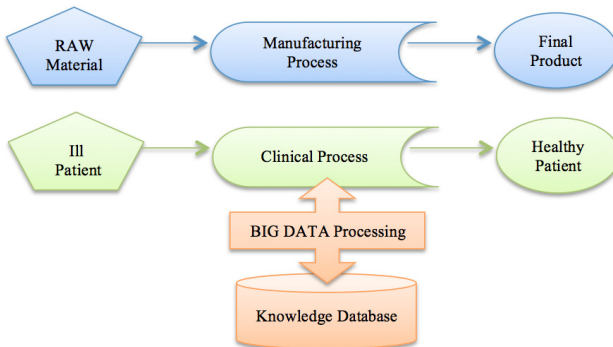 RAW
Material
Manufacturing
Process
Final
Product
Ill
Patient
Clinical Process
Healthy
Patient
BIG DATA Processing
Knowledge Database